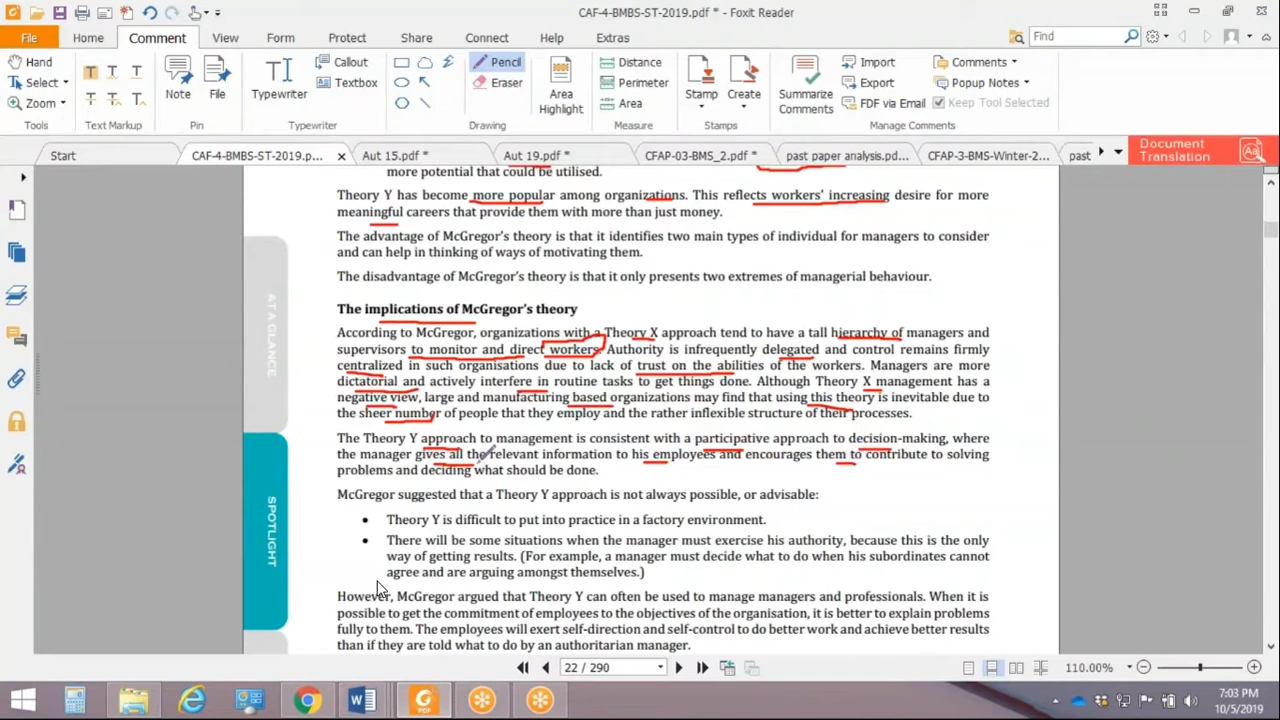 CAF-4-BMBS-ST-2019.pdf * - Foxit Reader
File Home Comment View Form Protect Share Connect Help Extras Find
Hand Callout Pencil Distance Import Comments
Select Note File Typewriter Textbox Eraser Area Highlight Perimeter Stamp Create Summarize Comments Export Popup Notes
Zoom Area FDF via Email Keep Tool Selected
Tools Text Markup Pin Typewriter Drawing Measure Stamps Manage Comments
Start CAF-4-BMBS-ST-2019.p... Aut 15.pdf * Aut 19.pdf * CFAP-03-BMS_2.pdf * past paper analysis.pd... CFAP-3-BMS-Winter-2... past Document Translation
more potential that could be utilised.
Theory Y has become more popular among organizations. This reflects workers' increasing desire for more
meaningful careers that provide them with more than just money.
The advantage of McGregor's theory is that it identifies two main types of individual for managers to consider
and can help in thinking of ways of motivating them.
The disadvantage of McGregor's theory is that it only presents two extremes of managerial behaviour.
AT A GLANCE
The implications of McGregor's theory
According to McGregor, organizations with a Theory X approach tend to have a tall hierarchy of managers and
supervisors to monitor and direct workers. Authority is infrequently delegated and control remains firmly
centralized in such organisations due to lack of trust on the abilities of the workers. Managers are more
dictatorial and actively interfere in routine tasks to get things done. Although Theory X management has a
negative view, large and manufacturing based organizations may find that using this theory is inevitable due to
the sheer number of people that they employ and the rather inflexible structure of their processes.
The Theory Y approach to management is consistent with a participative approach to decision-making, where
the manager gives all the relevant information to his employees and encourages them to contribute to solving
problems and deciding what should be done.
SPOTLIGHT
McGregor suggested that a Theory Y approach is not always possible, or advisable:
• Theory Y is difficult to put into practice in a factory environment.
• There will be some situations when the manager must exercise his authority, because this is the only
way of getting results. (For example, a manager must decide what to do when his subordinates cannot
agree and are arguing amongst themselves.)
However, McGregor argued that Theory Y can often be used to manage managers and professionals. When it is
possible to get the commitment of employees to the objectives of the organisation, it is better to explain problems
fully to them. The employees will exert self-direction and self-control to do better work and achieve better results
than if they are told what to do by an authoritarian manager.
22 / 290 110.00%
7:03 PM
10/5/2019